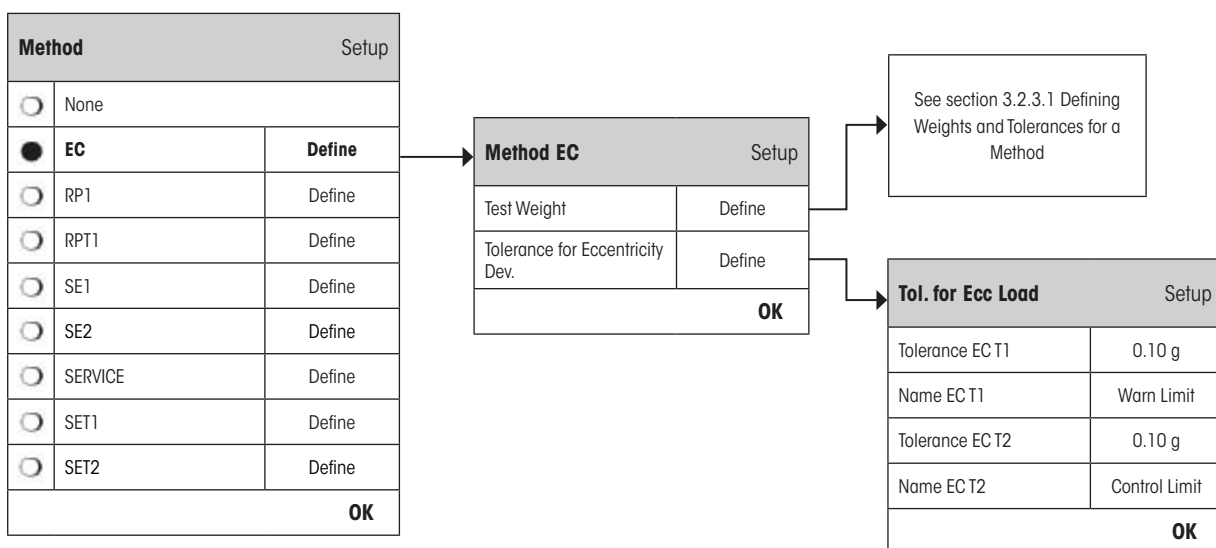 Method Setup
None
EC Define
RP1 Define
RPT1 Define
SE1 Define
SE2 Define
SERVICE Define
SET1 Define
SET2 Define
OK
Method EC Setup
Test Weight Define
Tolerance for Eccentricity
Dev. Define
OK
See section 3.2.3.1 Defining
Weights and Tolerances for a
Method
Tol. for Ecc Load Setup
Tolerance EC T1 0.10 g
Name EC T1 Warn Limit
Tolerance EC T2 0.10 g
Name EC T2 Control Limit
OK